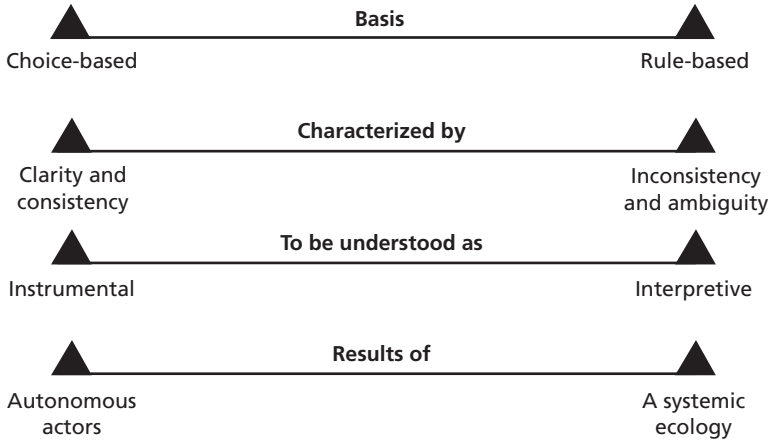 Basis
Choice-based
Rule-based
Characterized by
Clarity and
consistency
Inconsistency
and ambiguity
To be understood as
Instrumental
Interpretive
Results of
Autonomous
actors
A systemic
ecology